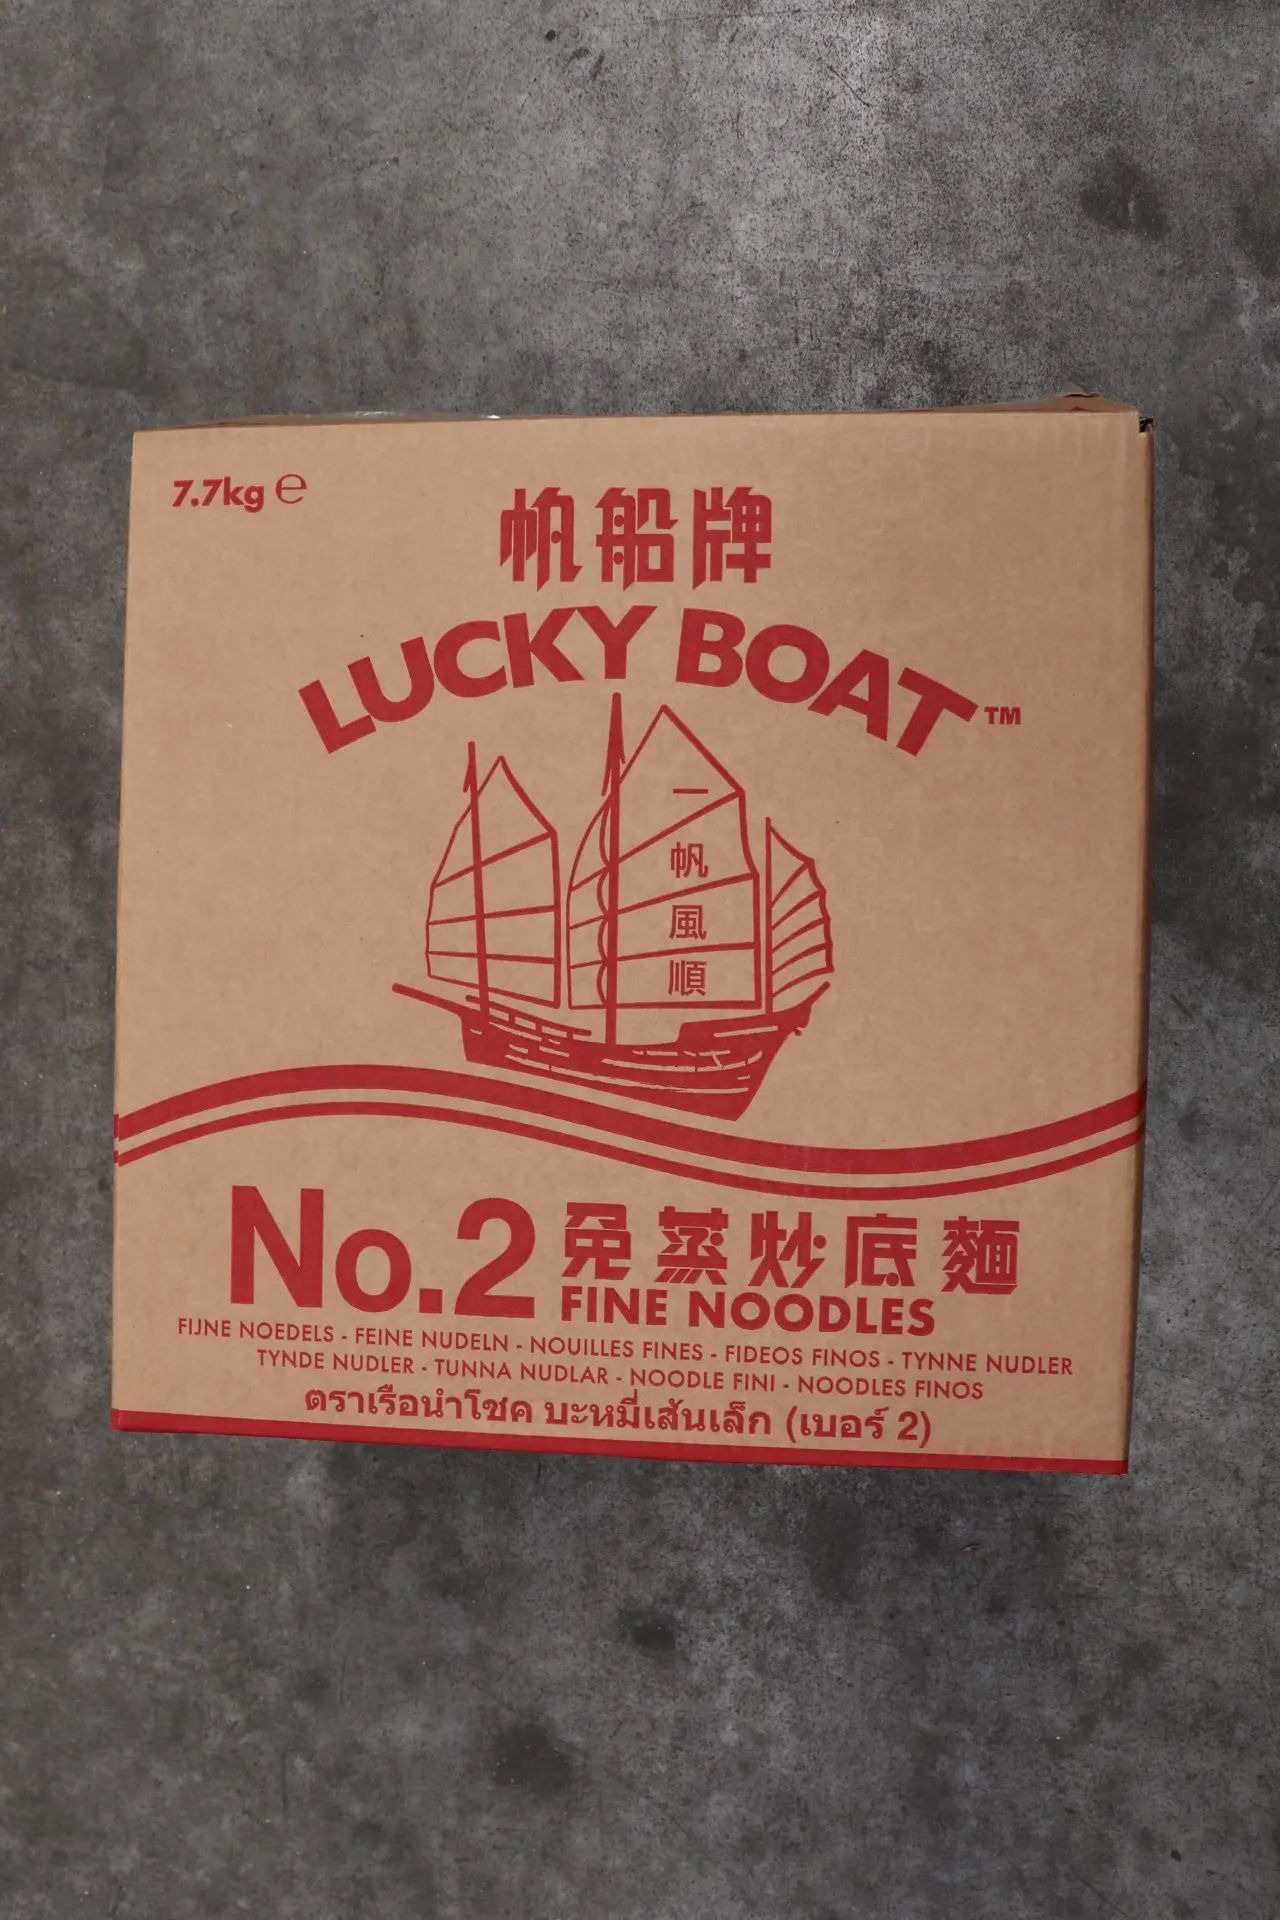 7.7kg ℮
帆船牌
LUCKY BOAT™
一
帆
風
順
No.2 免蒸炒底麵
FINE NOODLES
FIJNE NOEDELS - FEINE NUDELN - NOUILLES FINES - FIDEOS FINOS - TYNNE NUDLER
TYNDE NUDLER - TUNNA NUDLAR - NOODLE FINI - NOODLES FINOS
ตราเรือนำโชค บะหมี่เส้นเล็ก (เบอร์ 2)